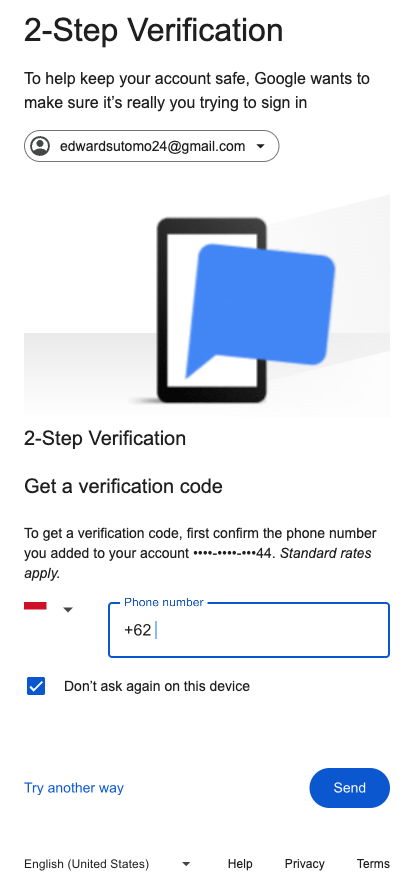 2-Step Verification
To help keep your account safe, Google wants to
make sure it's really you trying to sign in
edwardsutomo24@gmail.com
2-Step Verification
Get a verification code
To get a verification code, first confirm the phone number
you added to your account ••••-••••-•••44. Standard rates
apply.
Phone number
+62
Don't ask again on this device
Try another way
Send
English (United States)
Help
Privacy
Terms